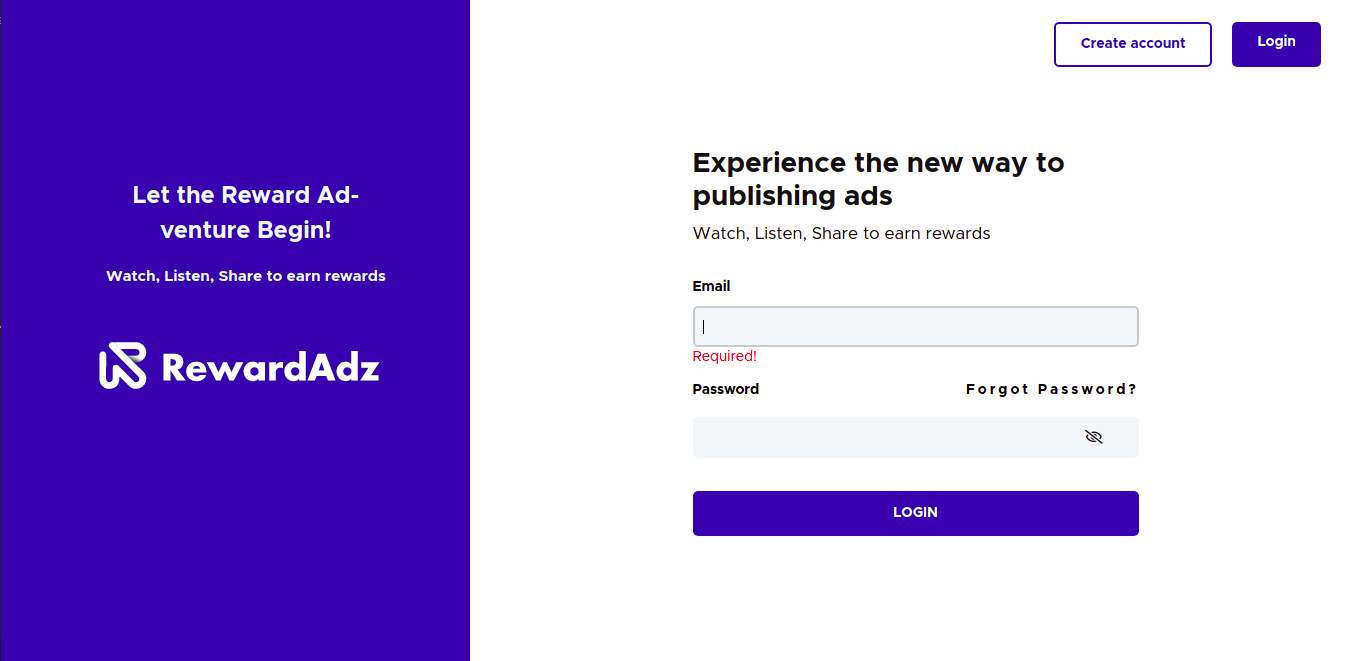 Create account
Login
Let the Reward Ad-
venture Begin!
Watch, Listen, Share to earn rewards
RewardAdz
Experience the new way to
publishing ads
Watch, Listen, Share to earn rewards
Email
Required!
Password
Forgot Password?
LOGIN